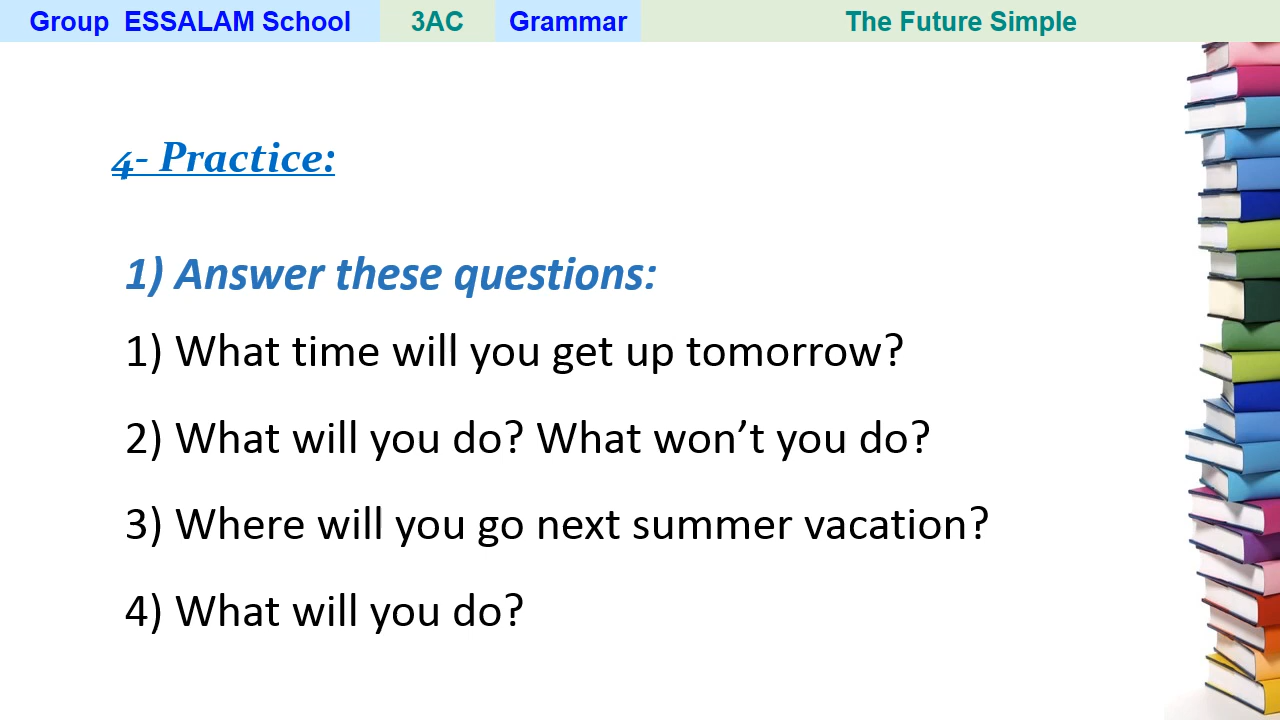 Group ESSALAM School 3AC Grammar The Future Simple
4- Practice:
1) Answer these questions:
1) What time will you get up tomorrow?
2) What will you do? What won’t you do?
3) Where will you go next summer vacation?
4) What will you do?